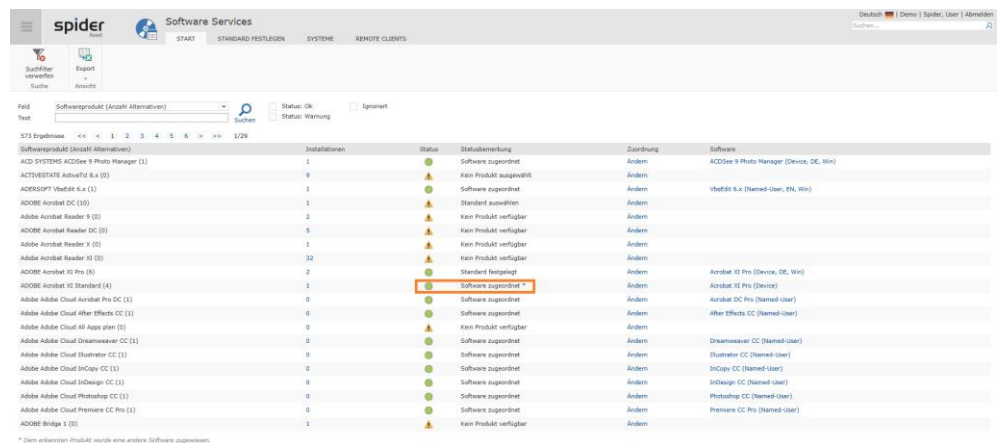 Deutsch | Demo | Spider, User | Abmelden
spider
Asset
Software Services
Suchen...
START STANDARD FESTLEGEN SYSTEME REMOTE CLIENTS
Suchfilter verwerfen
Export
Suche Ansicht
Feld Softwareprodukt (Anzahl Alternativen) Status: Ok Ignoriert
Text Suchen Status: Warnung
573 Ergebnisse << < 1 2 3 4 5 6 > >> 1/29
Softwareprodukt (Anzahl Alternativen) Installationen Status Statusbemerkung Zuordnung Software
ACD SYSTEMS ACDSee 9 Photo Manager (1) 1 Software zugeordnet Ändern ACDSee 9 Photo Manager (Device, DE, Win)
ACTIVESTATE ActiveTcl 8.x (0) 9 Kein Produkt ausgewählt Ändern
ADERSOFT VbsEdit 6.x (1) 1 Software zugeordnet Ändern VbsEdit 6.x (Named-User, EN, Win)
ADOBE Acrobat DC (10) 1 Standard auswählen Ändern
Adobe Acrobat Reader 9 (0) 2 Kein Produkt verfügbar Ändern
ADOBE Acrobat Reader DC (0) 5 Kein Produkt verfügbar Ändern
Adobe Acrobat Reader X (0) 1 Kein Produkt verfügbar Ändern
Adobe Acrobat Reader XI (0) 32 Kein Produkt verfügbar Ändern
ADOBE Acrobat XI Pro (6) 2 Standard festgelegt Ändern Acrobat XI Pro (Device, DE, Win)
ADOBE Acrobat XI Standard (4) 1 Software zugeordnet * Ändern Acrobat XI Pro (Device)
Adobe Adobe Cloud Acrobat Pro DC (1) 0 Software zugeordnet Ändern Acrobat DC Pro (Named-User)
Adobe Adobe Cloud After Effects CC (1) 0 Software zugeordnet Ändern After Effects CC (Named-User)
Adobe Adobe Cloud All Apps plan (0) 0 Kein Produkt verfügbar Ändern
Adobe Adobe Cloud Dreamweaver CC (1) 0 Software zugeordnet Ändern Dreamweaver CC (Named-User)
Adobe Adobe Cloud Illustrator CC (1) 0 Software zugeordnet Ändern Illustrator CC (Named-User)
Adobe Adobe Cloud InCopy CC (1) 0 Software zugeordnet Ändern InCopy CC (Named-User)
Adobe Adobe Cloud InDesign CC (1) 0 Software zugeordnet Ändern InDesign CC (Named-User)
Adobe Adobe Cloud Photoshop CC (1) 0 Software zugeordnet Ändern Photoshop CC (Named-User)
Adobe Adobe Cloud Premiere CC Pro (1) 0 Software zugeordnet Ändern Premiere CC Pro (Named-User)
ADOBE Bridge 1 (0) 1 Kein Produkt verfügbar Ändern
* Dem erkannten Produkt wurde eine andere Software zugewiesen.